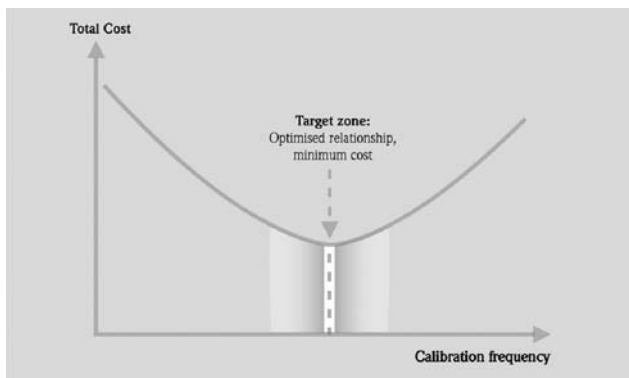 Total Cost
Target zone:
Optimised relationship,
minimum cost
Calibration frequency